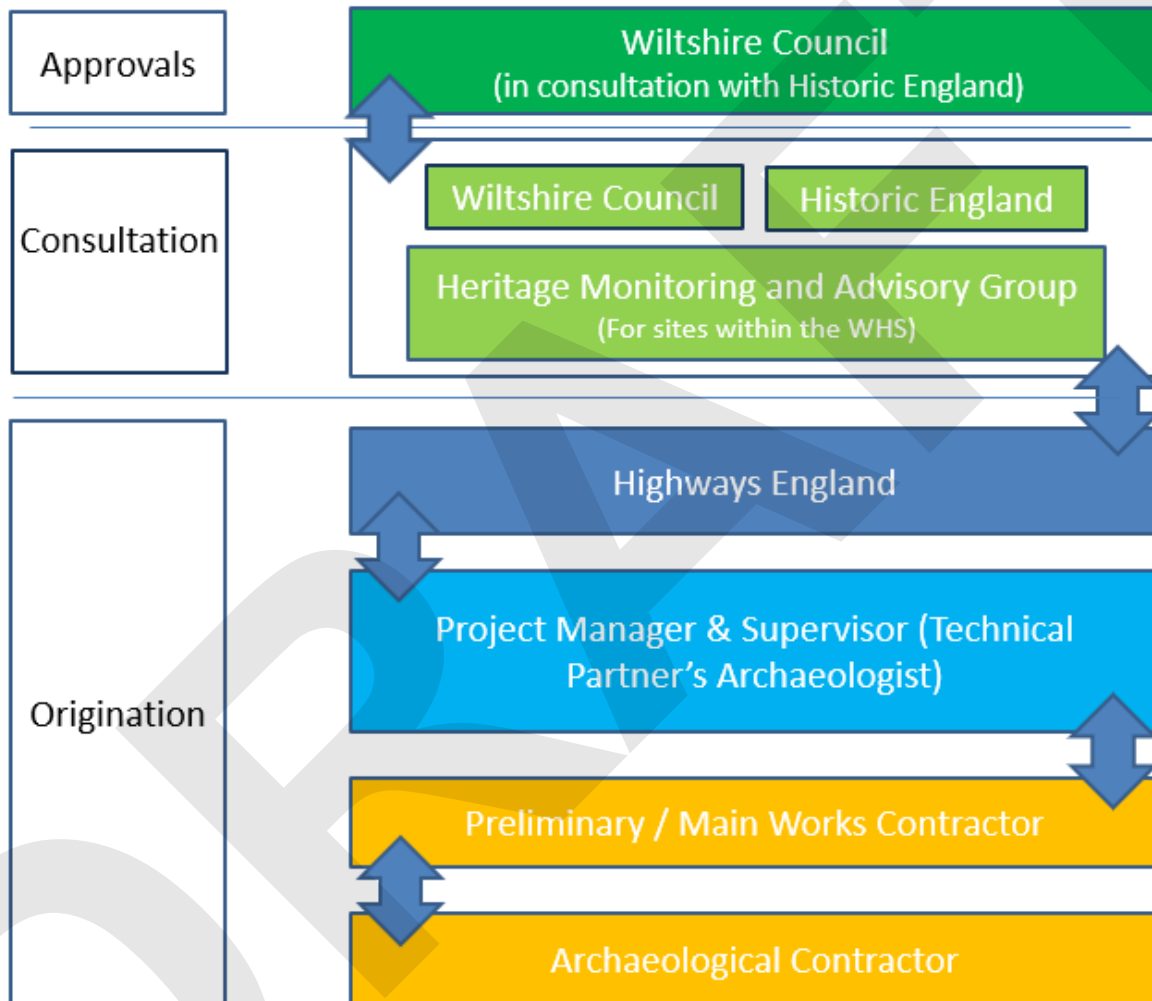 Approvals
Wiltshire Council
(in consultation with Historic England)
Consultation
Wiltshire Council
Historic England
Heritage Monitoring and Advisory Group
(For sites within the WHS)
Origination
Highways England
Project Manager & Supervisor (Technical
Partner's Archaeologist)
Preliminary / Main Works Contractor
Archaeological Contractor
DRAFT